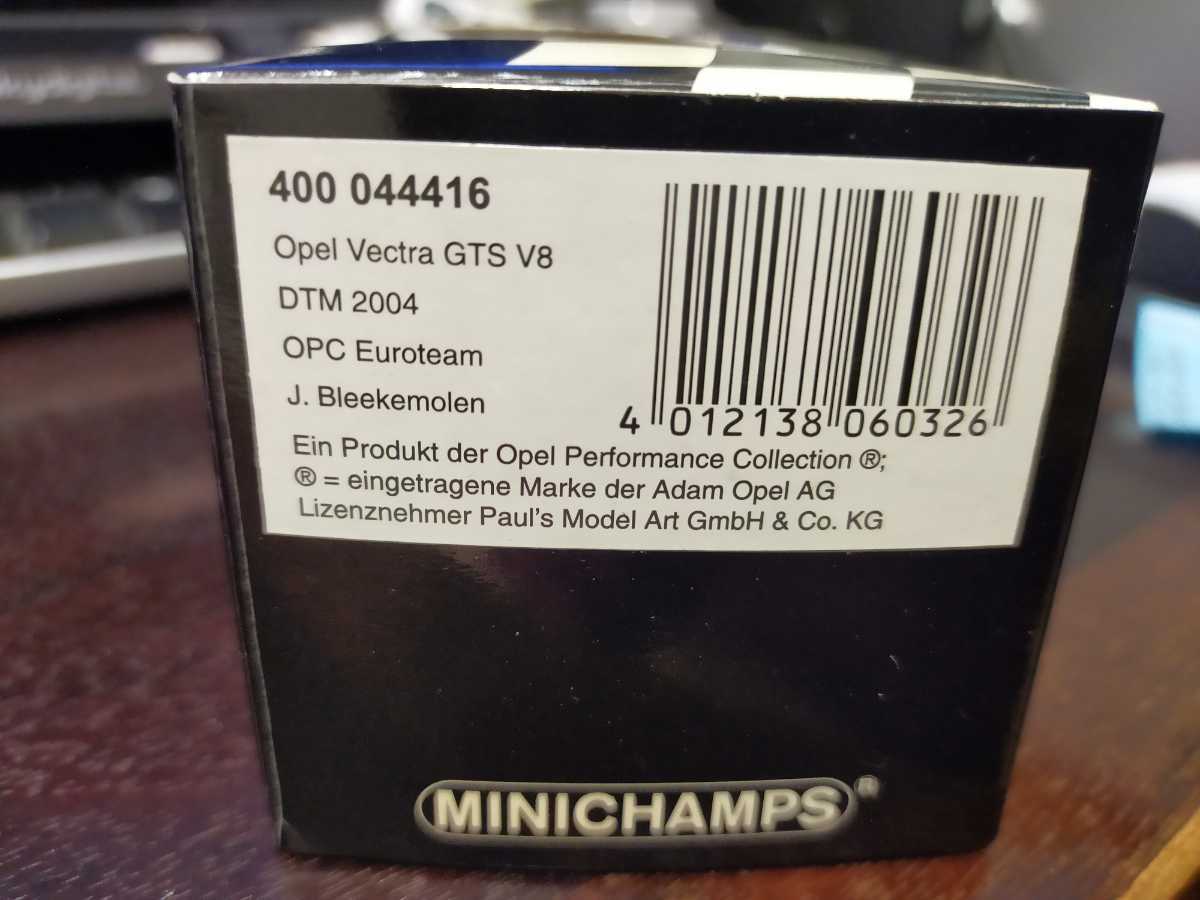 400 044416
Opel Vectra GTS V8
DTM 2004
OPC Euroteam
J. Bleekemolen
4 012138 060326
Ein Produkt der Opel Performance Collection ®;
® = eingetragene Marke der Adam Opel AG
Lizenznehmer Paul's Model Art GmbH & Co. KG
MINICHAMPS®